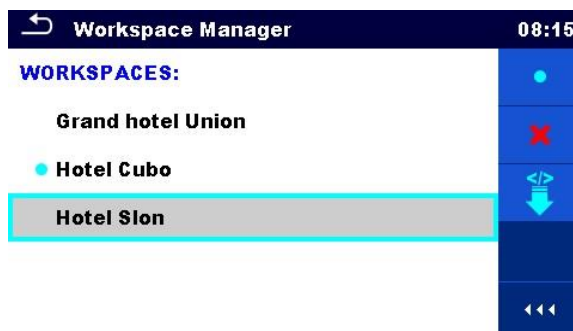 Workspace Manager 08:15
WORKSPACES:
Grand hotel Union
Hotel Cubo
</>
Hotel Slon